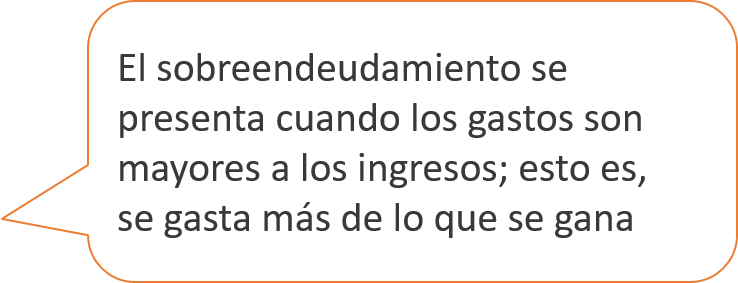 El sobreendeudamiento se
presenta cuando los gastos son
mayores a los ingresos; esto es,
se gasta más de lo que se gana